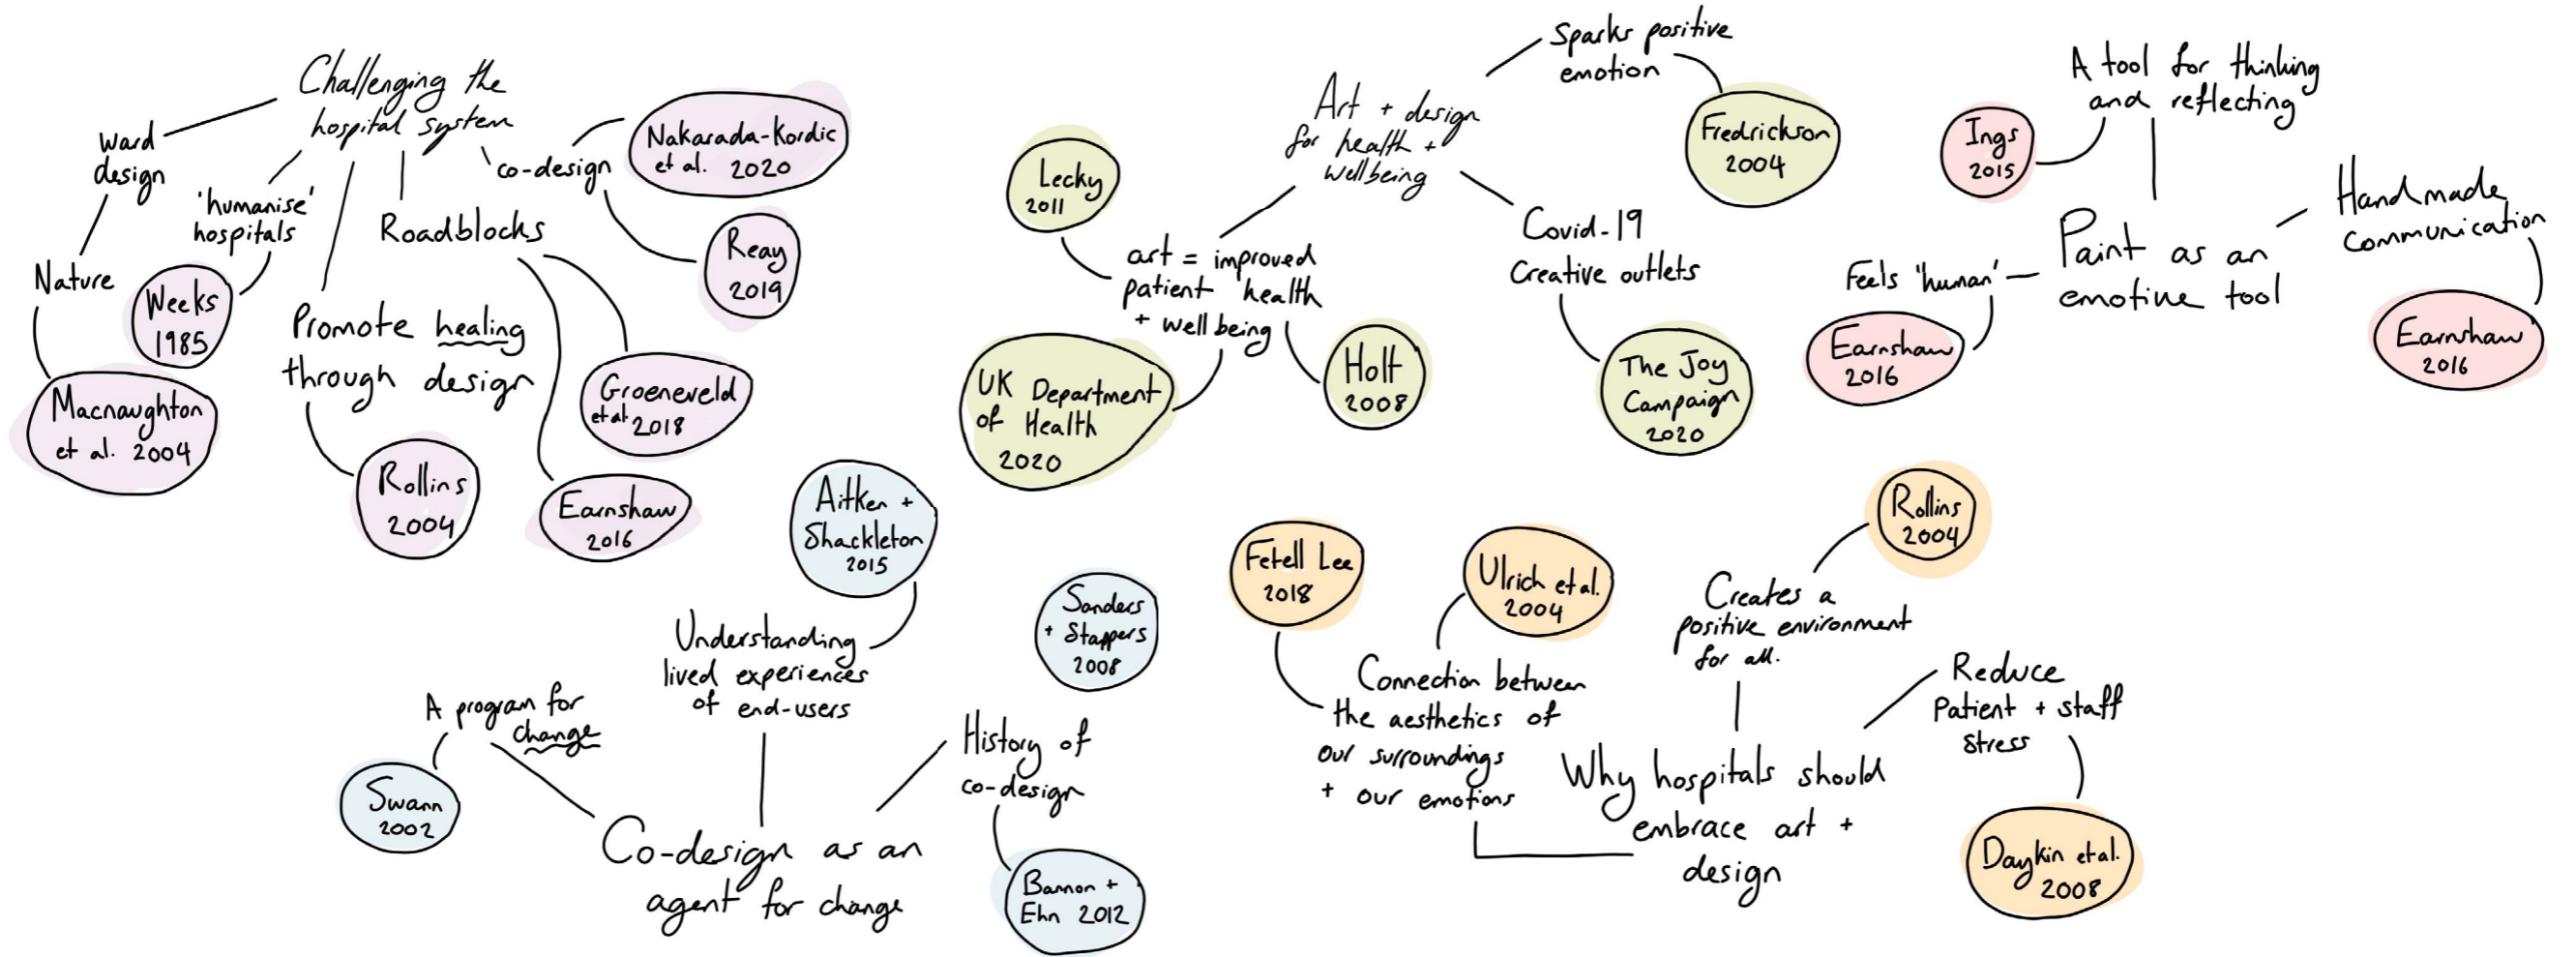 Challenging the
hospital system
ward
design
Nature
Macnaughton
et al. 2004
'humanise'
hospitals
Weeks
1985
Promote healing
through design
Rollins
2004
Roadblocks
Groeneveld
et al. 2018
Earnshaw
2016
co-design
Nakarada-Kordic
et al. 2020
Reay
2019
Art + design
for health +
wellbeing
Sparks positive
emotion
Fredrickson
2004
Lecky
2011
art = improved
patient health
+ well being
UK Department
of Health
2020
Holt
2008
Covid-19
Creative outlets
The Joy
Campaign
2020
A tool for thinking
and reflecting
Ings
2015
Paint as an
emotive tool
Feels 'human'
Earnshaw
2016
Handmade
communication
Earnshaw
2016
Aitken +
Shackleton
2015
Understanding
lived experiences
of end-users
A program for
change
Swann
2002
Co-design as an
agent for change
Sanders
+ Stappers
2008
History of
co-design
Bannon +
Ehn 2012
Fetell Lee
2018
Ulrich et al.
2004
Connection between
the aesthetics of
our surroundings
+ our emotions
Rollins
2004
Creates a
positive environment
for all.
Why hospitals should
embrace art +
design
Reduce
Patient + staff
stress
Daykin et al.
2008